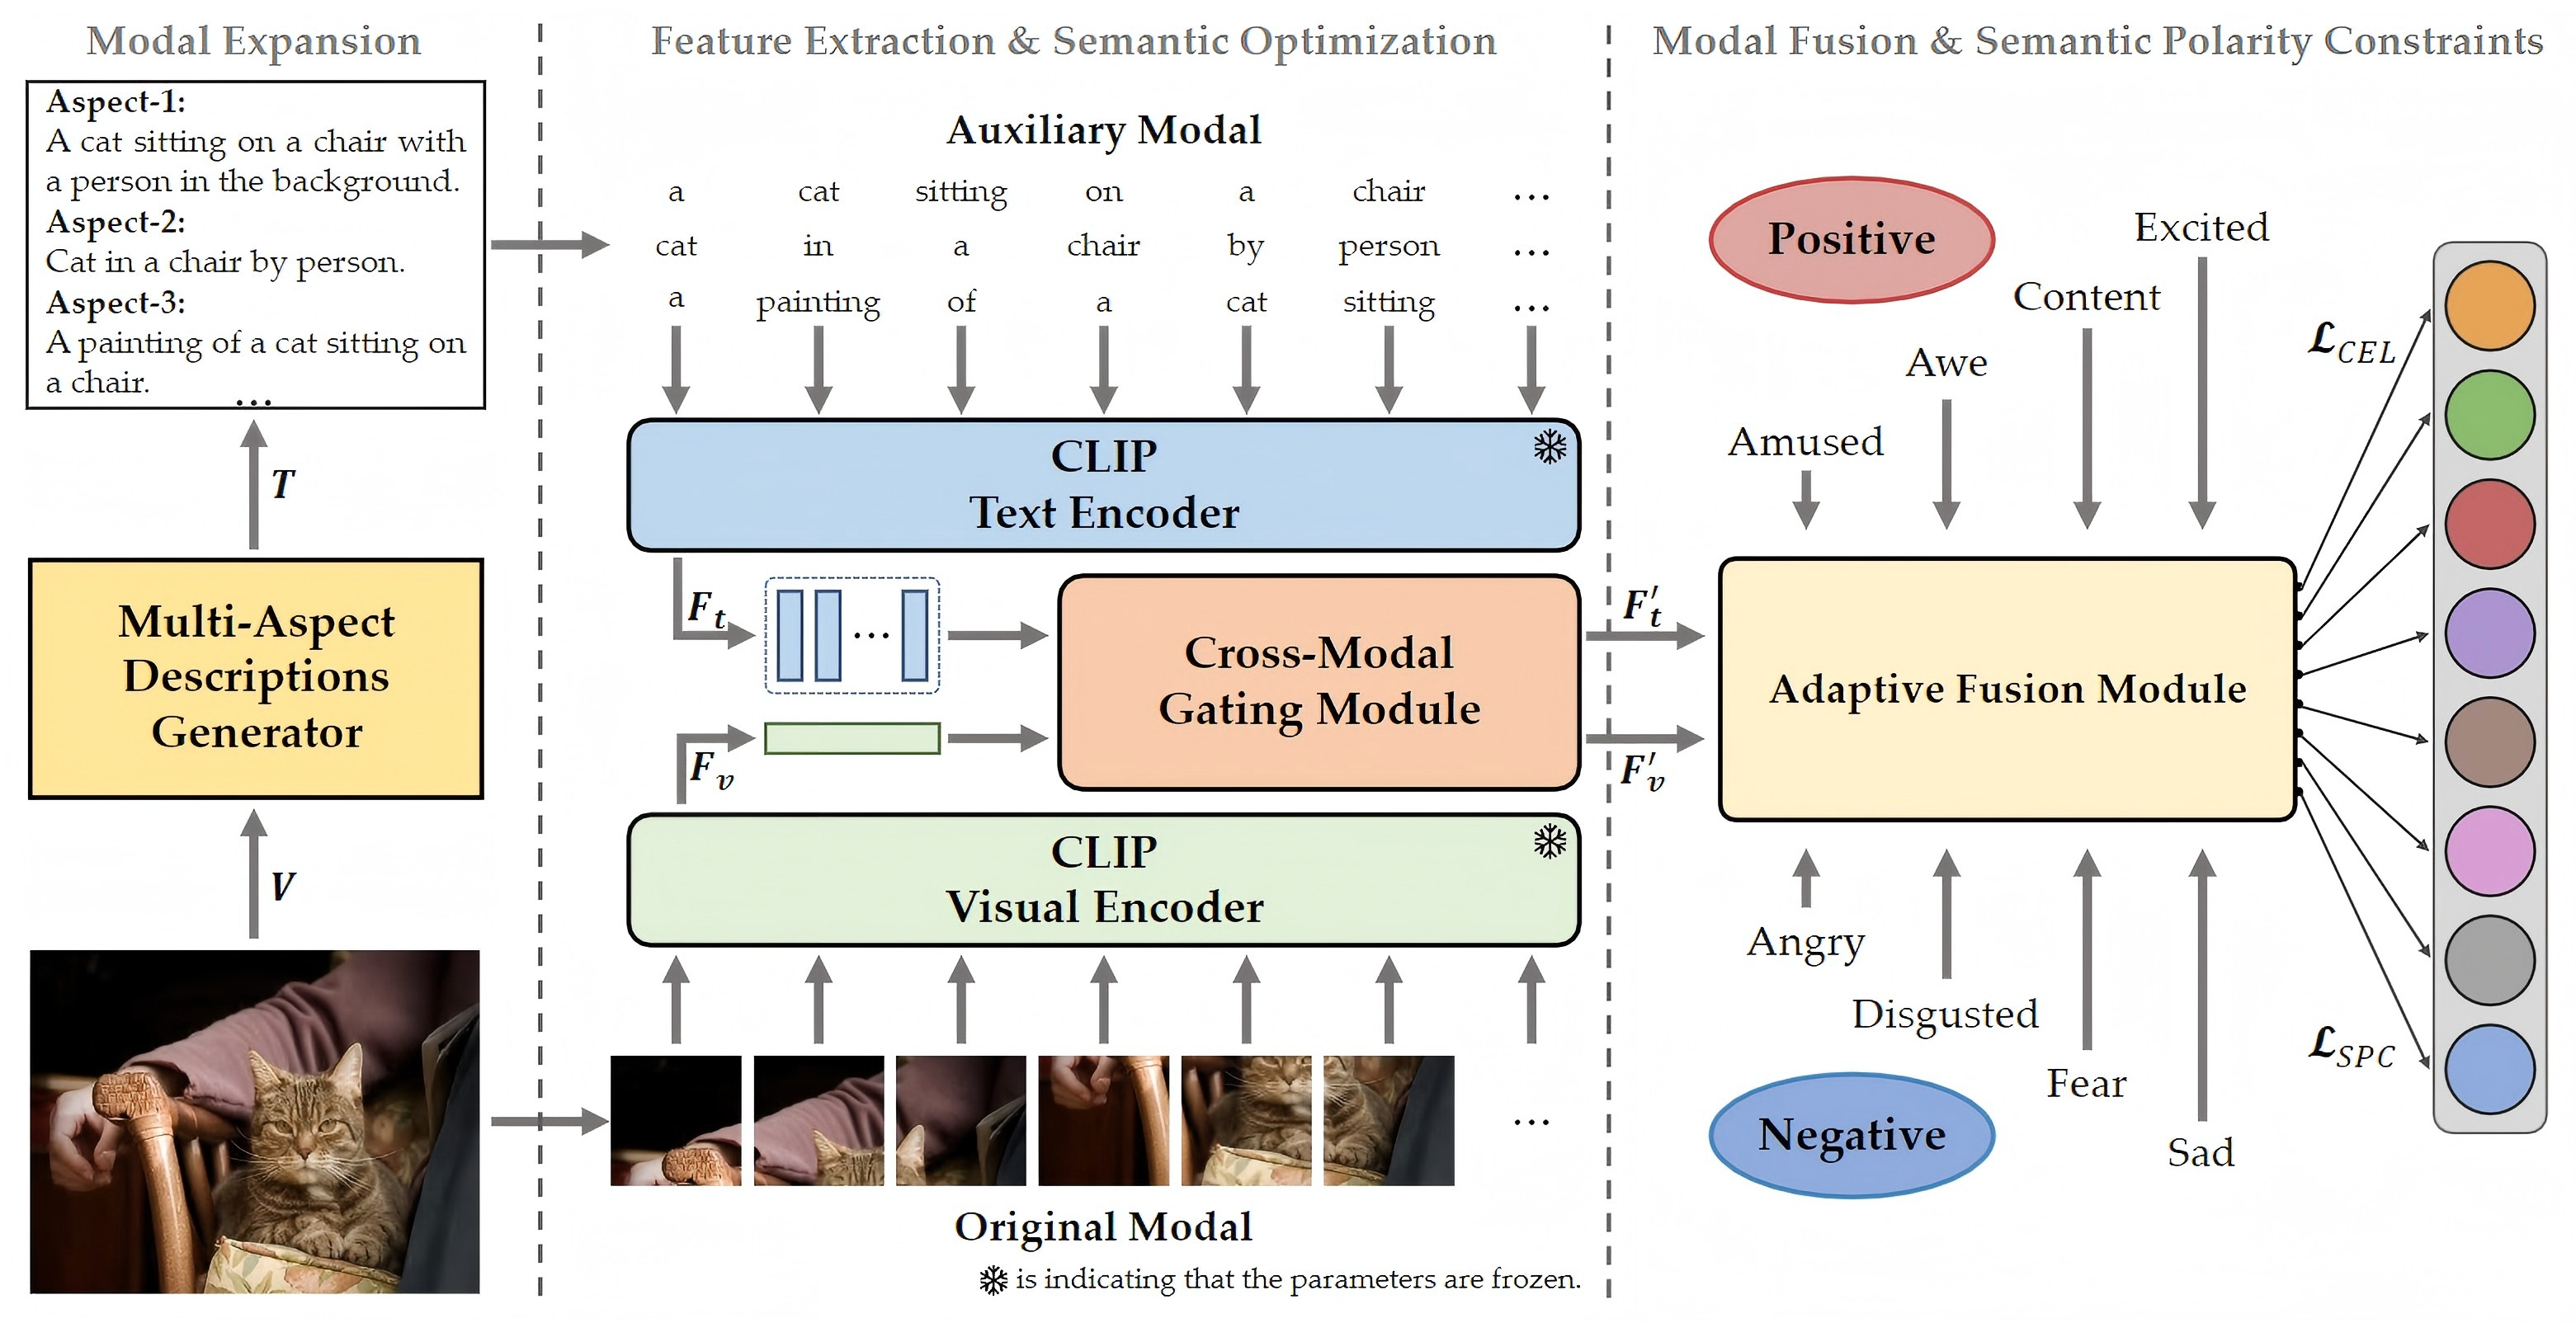 Modal Expansion
Aspect-1:
A cat sitting on a chair with
a person in the background.
Aspect-2:
Cat in a chair by person.
Aspect-3:
A painting of a cat sitting on
a chair.
...
T
Multi-Aspect
Descriptions
Generator
V
Feature Extraction & Semantic Optimization
Auxiliary Modal
a cat sitting on a chair ...
cat in a chair by person ...
a painting of a cat sitting ...
CLIP
Text Encoder
F_t
...
Cross-Modal
Gating Module
F_v
CLIP
Visual Encoder
...
Original Modal
❄ is indicating that the parameters are frozen.
Modal Fusion & Semantic Polarity Constraints
Positive
Excited
Content
Awe
Amused
F'_t
F'_v
Adaptive Fusion Module
Angry
Disgusted
Fear
Sad
Negative
ℒ_CEL
ℒ_SPC